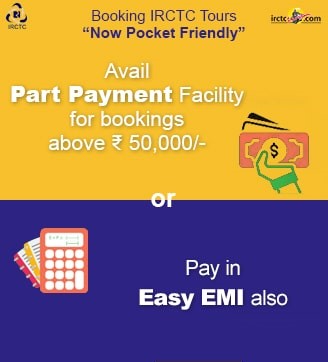 IRCTC
Booking IRCTC Tours
“Now Pocket Friendly”
irctctourism.com
Avail
Part Payment Facility
for bookings
above ₹ 50,000/-
$
or
Pay in
Easy EMI also